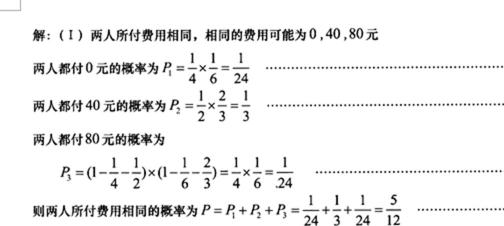 解：(Ⅰ) 两人所付费用相同，相同的费用可能为0,40,80元
两人都付0元的概率为 P₁ = 1/4 × 1/6 = 1/24 ……………………
两人都付40元的概率为 P₂ = 1/2 × 2/3 = 1/3 ……………………
两人都付80元的概率为
P₃ = (1 - 1/4 - 1/2) × (1 - 1/6 - 2/3) = 1/4 × 1/6 = 1/.24 ………………
则两人所付费用相同的概率为 P = P₁ + P₂ + P₃ = 1/24 + 1/3 + 1/24 = 5/12 …………